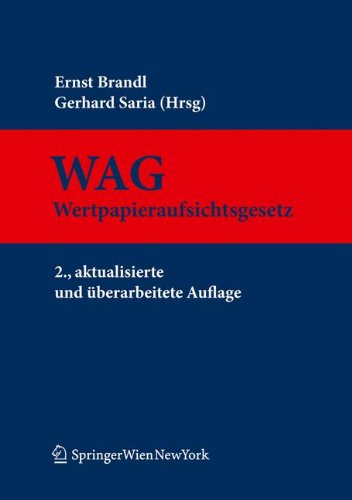 Ernst Brandl
Gerhard Saria (Hrsg)
WAG
Wertpapieraufsichtsgesetz
2., aktualisierte
und überarbeitete Auflage
SpringerWienNewYork